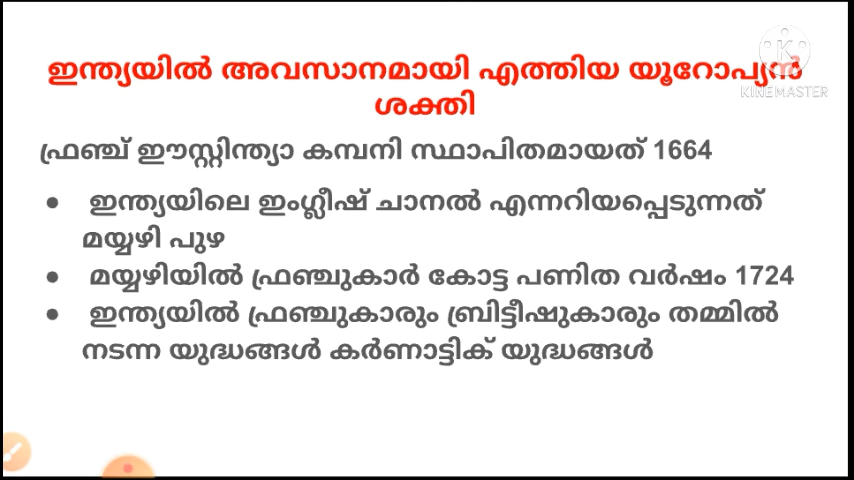 ഇന്ത്യയിൽ അവസാനമായി എത്തിയ യൂറോപ്യൻ
ശക്തി
KINEMASTER
ഫ്രഞ്ച് ഈസ്റ്റിന്ത്യാ കമ്പനി സ്ഥാപിതമായത് 1664
● ഇന്ത്യയിലെ ഇംഗ്ലീഷ് ചാനൽ എന്നറിയപ്പെടുന്നത്
മയ്യഴി പുഴ
● മയ്യഴിയിൽ ഫ്രഞ്ചുകാർ കോട്ട പണിത വർഷം 1724
● ഇന്ത്യയിൽ ഫ്രഞ്ചുകാരും ബ്രിട്ടീഷുകാരും തമ്മിൽ
നടന്ന യുദ്ധങ്ങൾ കർണാട്ടിക് യുദ്ധങ്ങൾ